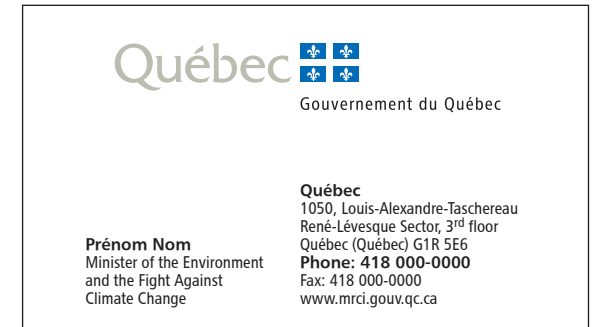 Québec
Gouvernement du Québec
Prénom Nom
Minister of the Environment
and the Fight Against
Climate Change
Québec
1050, Louis-Alexandre-Taschereau
René-Lévesque Sector, 3rd floor
Québec (Québec) G1R 5E6
Phone: 418 000-0000
Fax: 418 000-0000
www.mrci.gouv.qc.ca